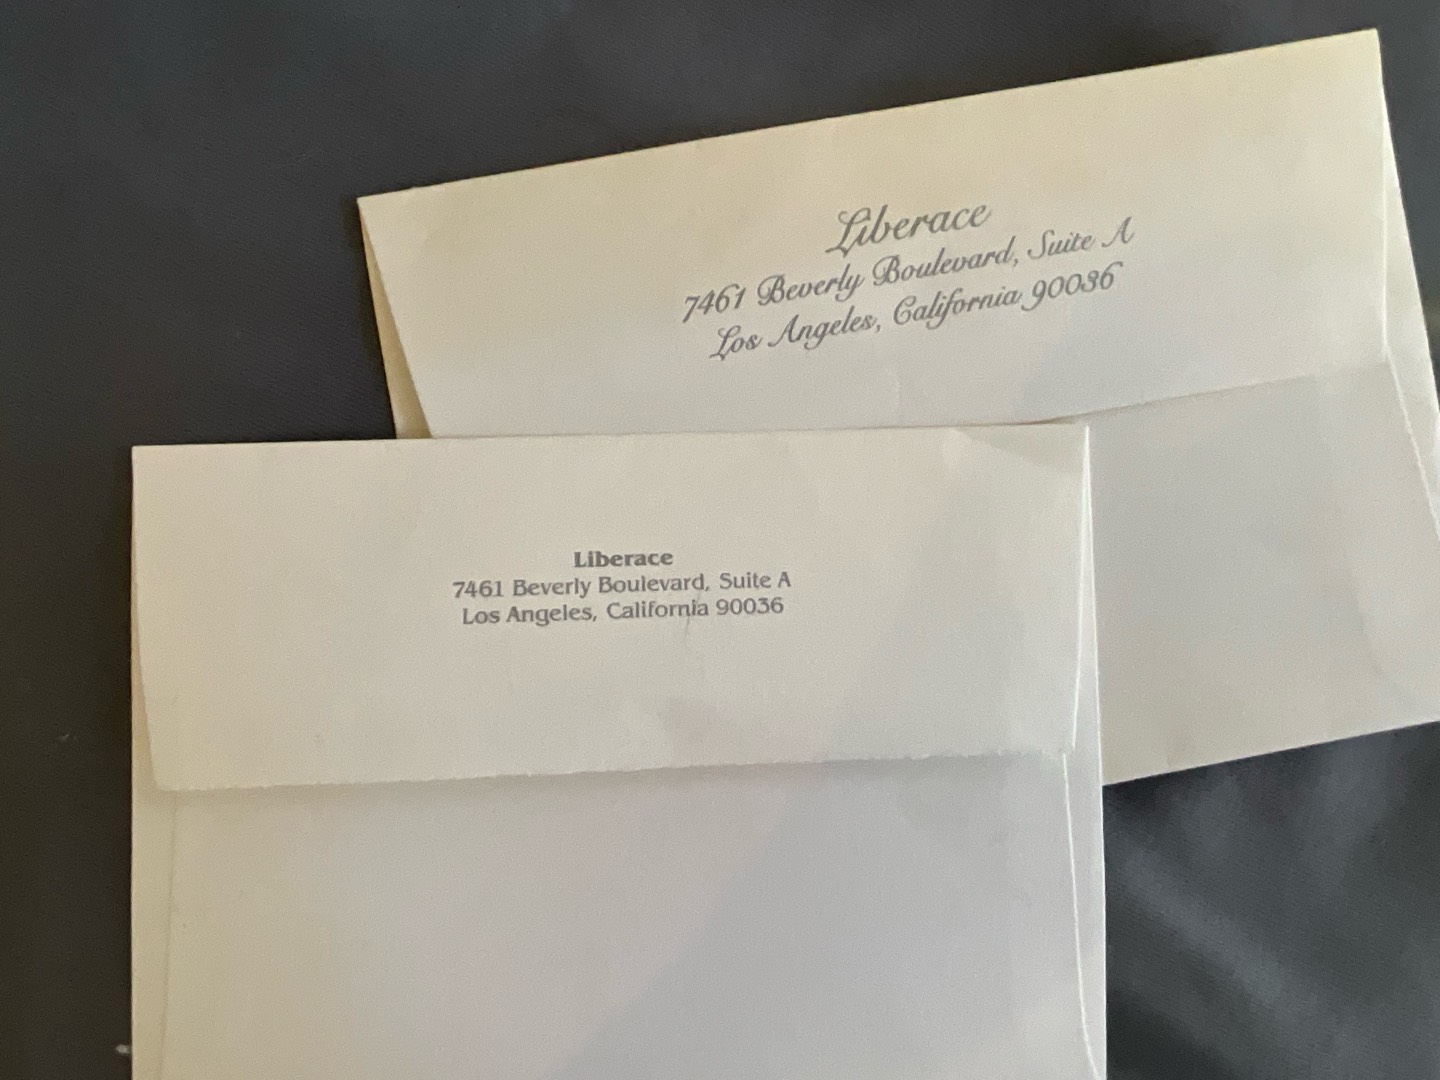 Liberace
7461 Beverly Boulevard, Suite A
Los Angeles, California 90036
Liberace
7461 Beverly Boulevard, Suite A
Los Angeles, California 90036